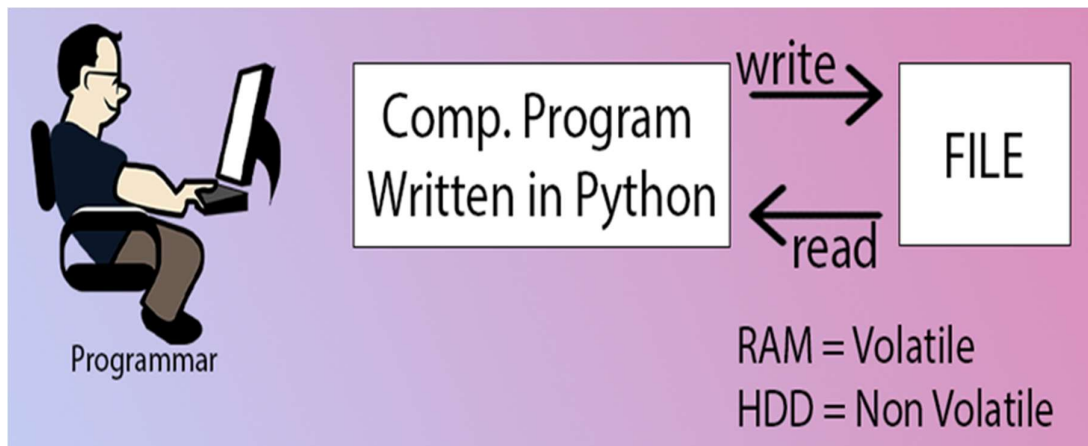 Programmar
Comp. Program
Written in Python
write
read
FILE
RAM = Volatile
HDD = Non Volatile